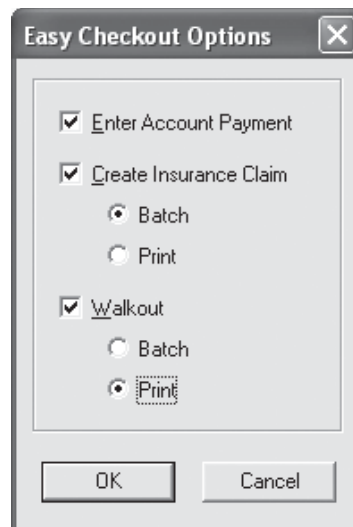 Easy Checkout Options
Enter Account Payment
Create Insurance Claim
Batch
Print
Walkout
Batch
Print
OK Cancel